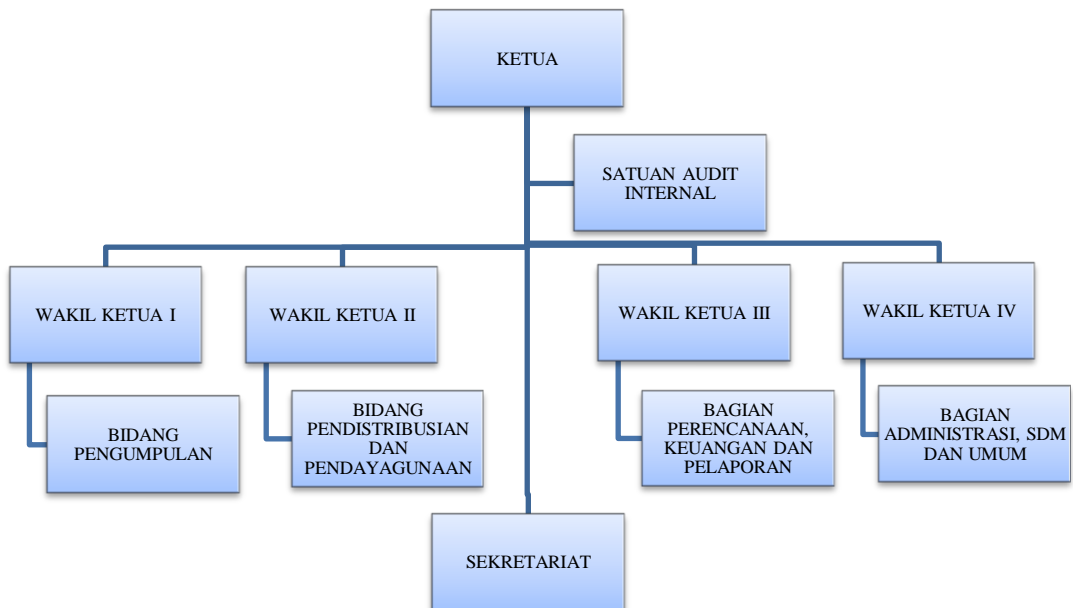 KETUA
SATUAN AUDIT
INTERNAL
WAKIL KETUA I
WAKIL KETUA II
WAKIL KETUA III
WAKIL KETUA IV
BIDANG
PENGUMPULAN
BIDANG
PENDISTRIBUSIAN
DAN
PENDAYAGUNAAN
BAGIAN
PERENCANAAN,
KEUANGAN DAN
PELAPORAN
BAGIAN
ADMINISTRASI, SDM
DAN UMUM
SEKRETARIAT